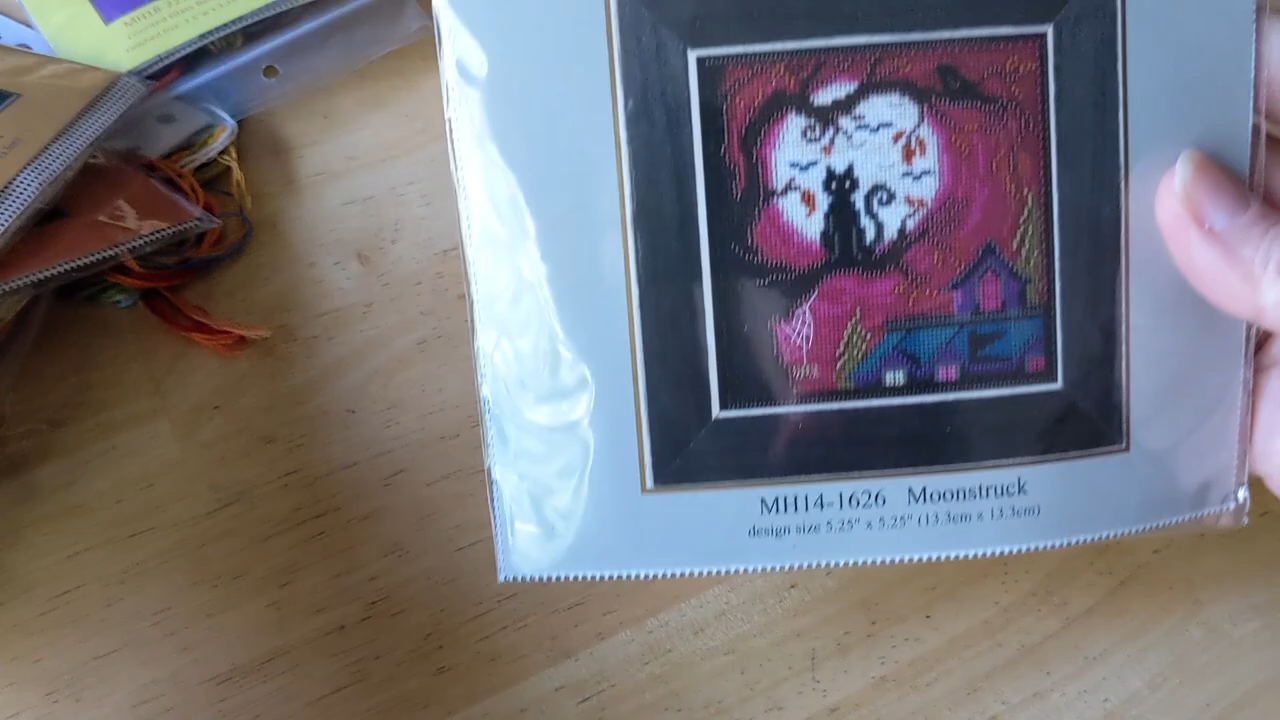 MH14-1626 Moonstruck
design size 5.25" x 5.25" (13.3cm x 13.3cm)